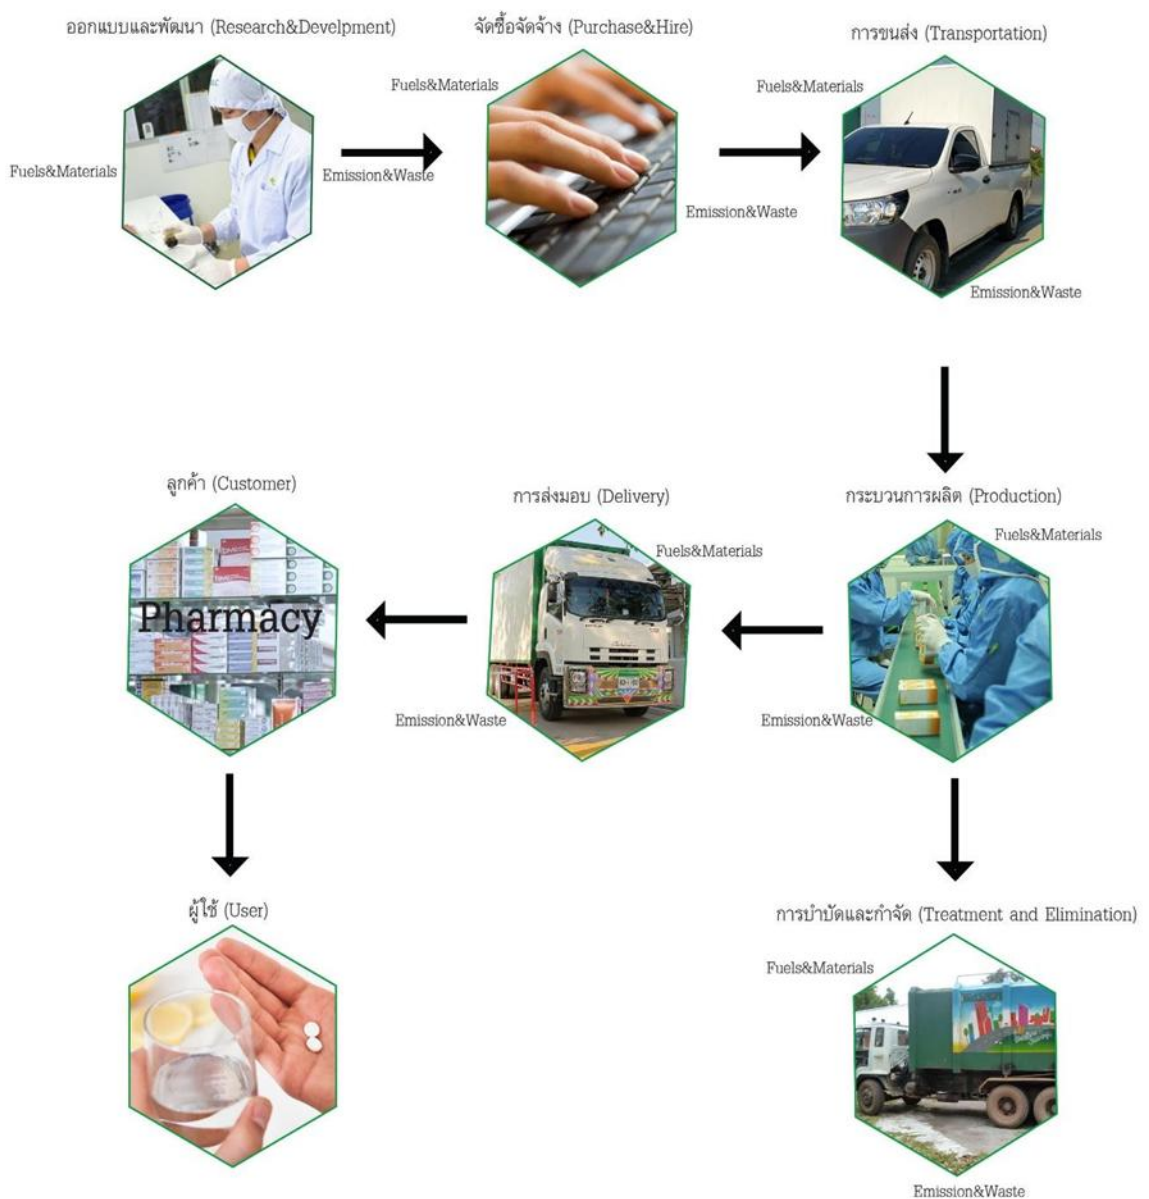 ออกแบบและพัฒนา (Research&Develpment)
จัดซื้อจัดจ้าง (Purchase&Hire)
การขนส่ง (Transportation)
Fuels&Materials
Fuels&Materials
Fuels&Materials
Emission&Waste
Emission&Waste
Emission&Waste
ลูกค้า (Customer)
การส่งมอบ (Delivery)
กระบวนการผลิต (Production)
Fuels&Materials
Fuels&Materials
Pharmacy
Emission&Waste
Emission&Waste
ผู้ใช้ (User)
การบำบัดและกำจัด (Treatment and Elimination)
Fuels&Materials
Emission&Waste